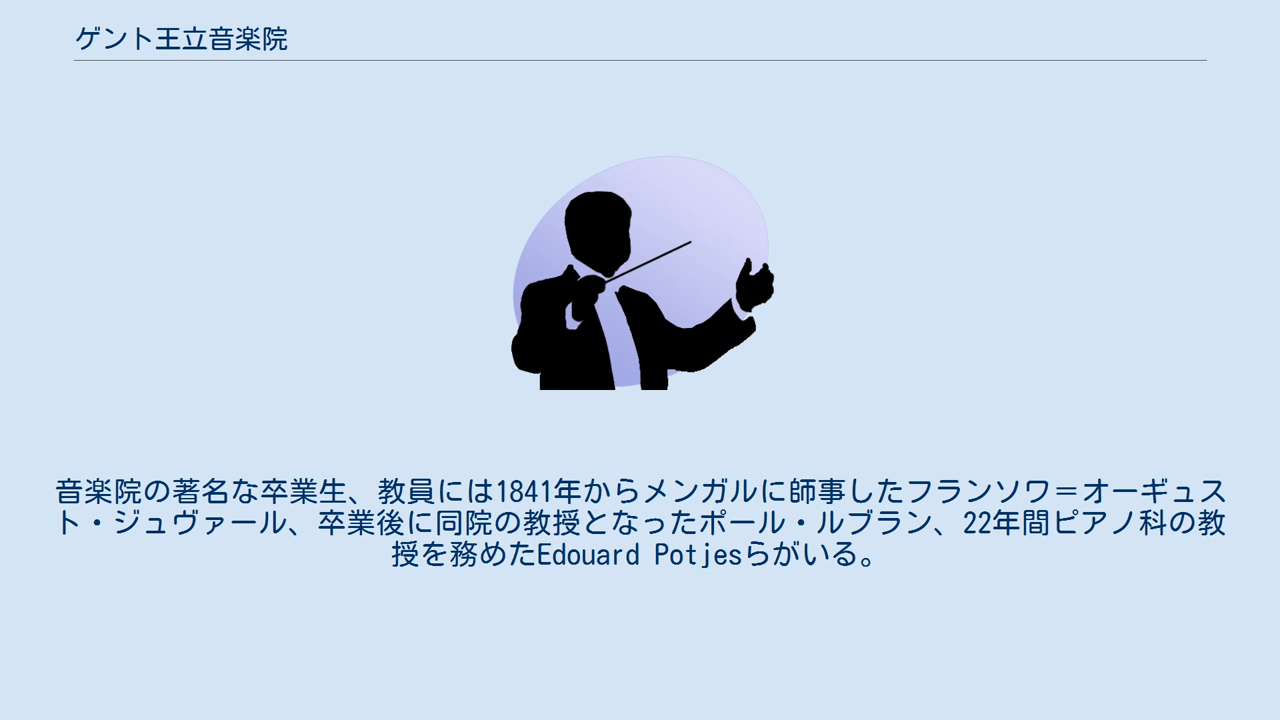 ゲント王立音楽院
音楽院の著名な卒業生、教員には1841年からメンガルに師事したフランソワ＝オーギュス
ト・ジュヴァール、卒業後に同院の教授となったポール・ルブラン、22年間ピアノ科の教
授を務めたEdouard Potjesらがいる。